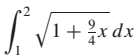 ∫₁² √(1 + 9/4 x) dx